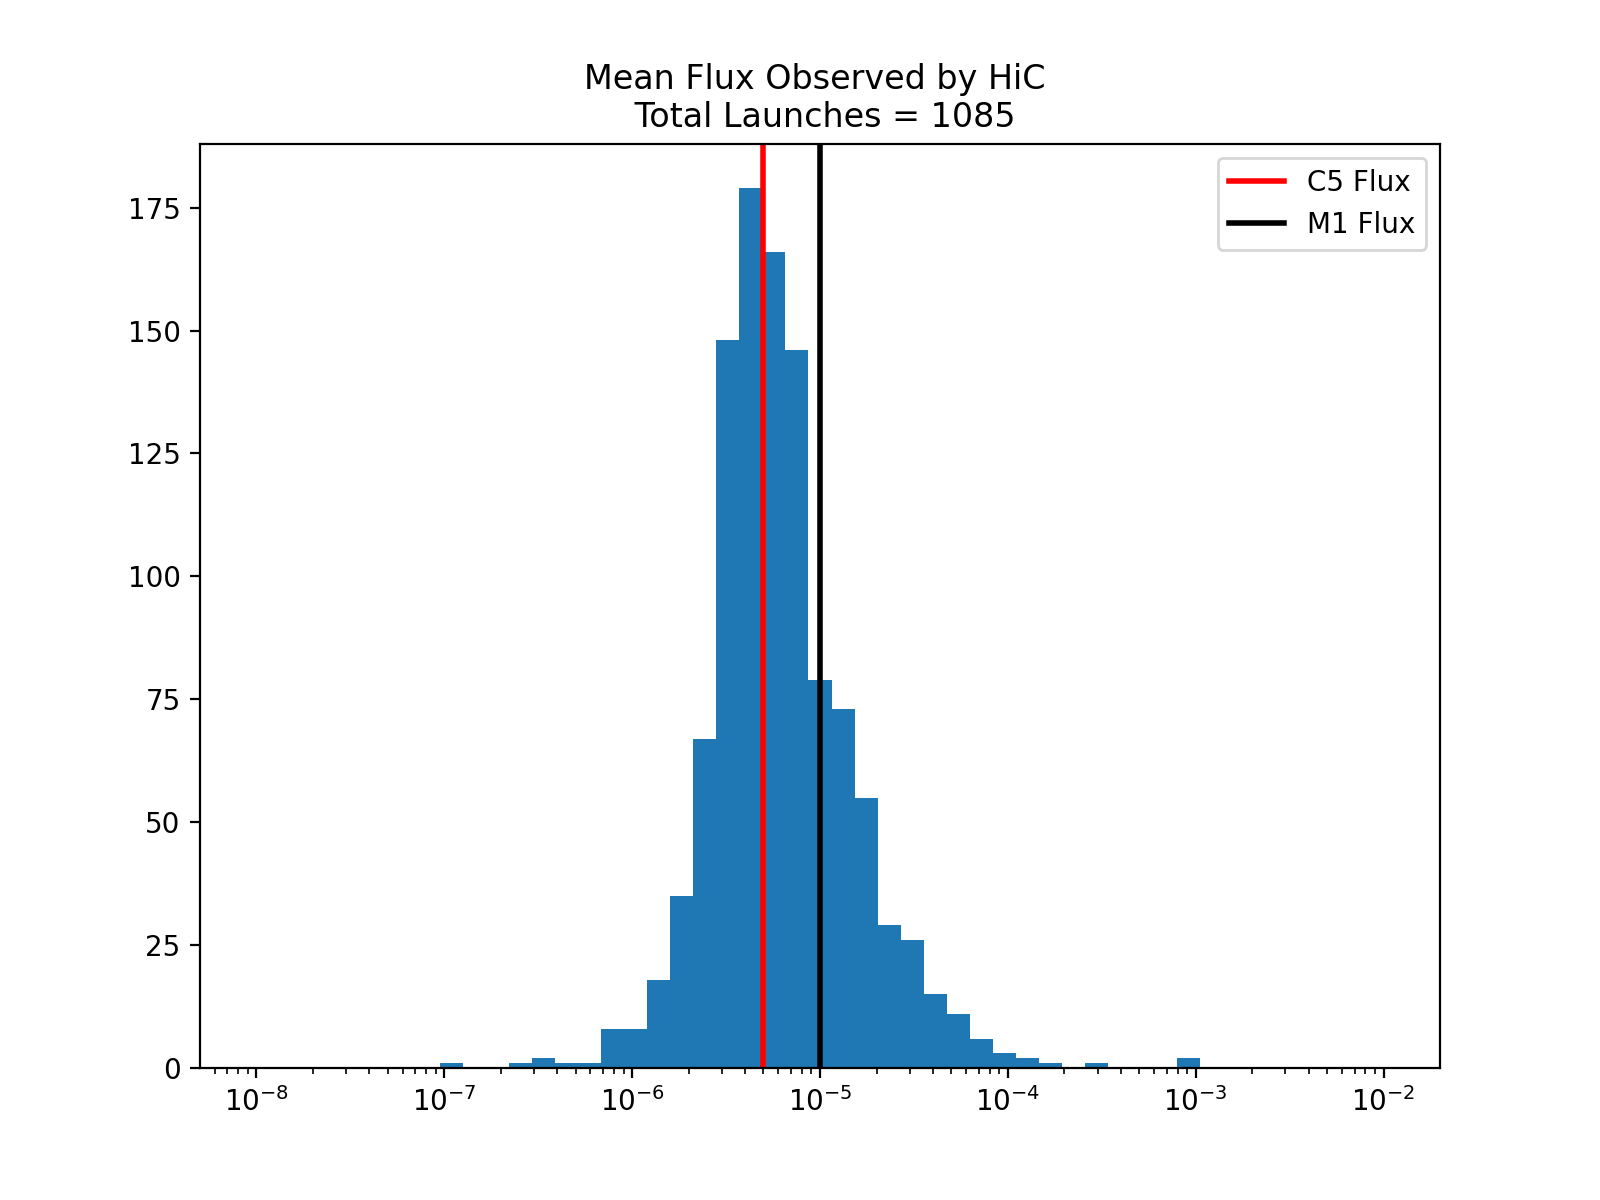 Mean Flux Observed by HiC
Total Launches = 1085
C5 Flux
M1 Flux
175
150
125
100
75
50
25
0
10⁻⁸ 10⁻⁷ 10⁻⁶ 10⁻⁵ 10⁻⁴ 10⁻³ 10⁻²